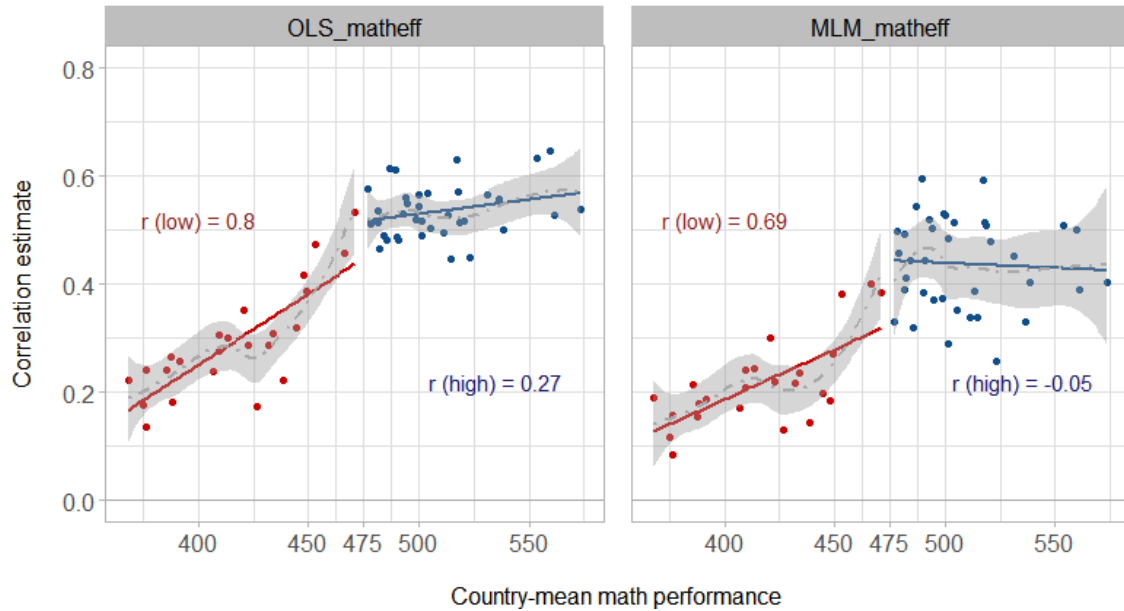 OLS_matheff
MLM_matheff
Correlation estimate
0.8
0.6
0.4
0.2
0.0
r (low) = 0.8
r (high) = 0.27
r (low) = 0.69
r (high) = -0.05
400 450 475 500 550
400 450 475 500 550
Country-mean math performance